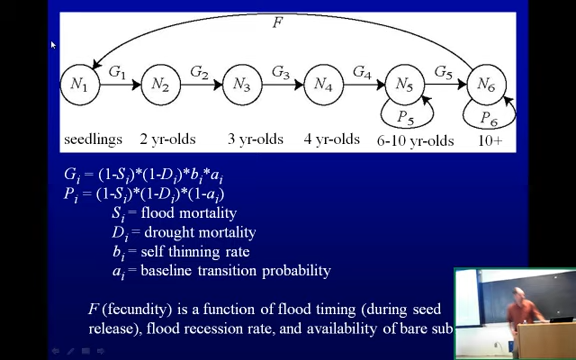 F
G1 G2 G3 G4 G5
N1 N2 N3 N4 N5 N6
P5 P6
seedlings 2 yr-olds 3 yr-olds 4 yr-olds 6-10 yr-olds 10+
Gi = (1-Si)*(1-Di)*bi*ai
Pi = (1-Si)*(1-Di)*(1-ai)
Si = flood mortality
Di = drought mortality
bi = self thinning rate
ai = baseline transition probability
F (fecundity) is a function of flood timing (during seed
release), flood recession rate, and availability of bare sub